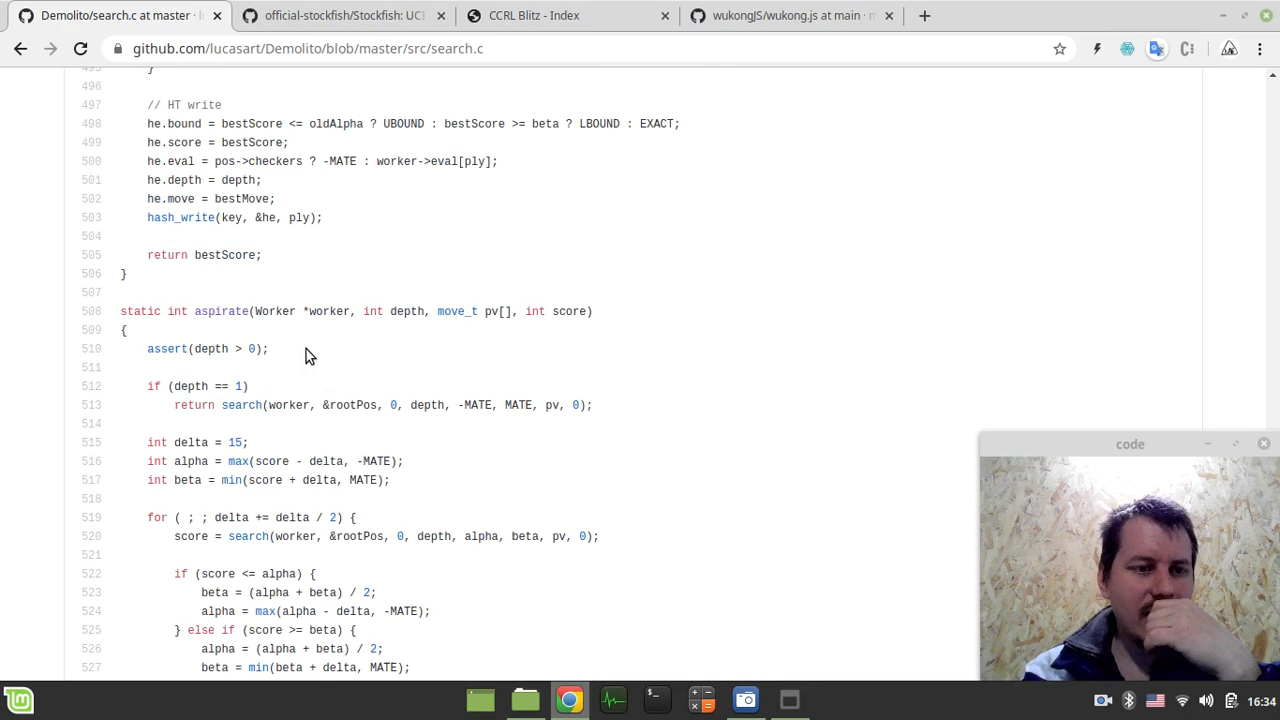 Demolito/search.c at master · l
official-stockfish/Stockfish: UCI
CCRL Blitz - Index
wukongJS/wukong.js at main · m
github.com/lucasart/Demolito/blob/master/src/search.c
495 }
496
497 // HT write
498 he.bound = bestScore <= oldAlpha ? UBOUND : bestScore >= beta ? LBOUND : EXACT;
499 he.score = bestScore;
500 he.eval = pos->checkers ? -MATE : worker->eval[ply];
501 he.depth = depth;
502 he.move = bestMove;
503 hash_write(key, &he, ply);
504
505 return bestScore;
506 }
507
508 static int aspirate(Worker *worker, int depth, move_t pv[], int score)
509 {
510 assert(depth > 0);
511
512 if (depth == 1)
513 return search(worker, &rootPos, 0, depth, -MATE, MATE, pv, 0);
514
515 int delta = 15;
516 int alpha = max(score - delta, -MATE);
517 int beta = min(score + delta, MATE);
518
519 for ( ; ; delta += delta / 2) {
520 score = search(worker, &rootPos, 0, depth, alpha, beta, pv, 0);
521
522 if (score <= alpha) {
523 beta = (alpha + beta) / 2;
524 alpha = max(alpha - delta, -MATE);
525 } else if (score >= beta) {
526 alpha = (alpha + beta) / 2;
527 beta = min(beta + delta, MATE);
code
16:34